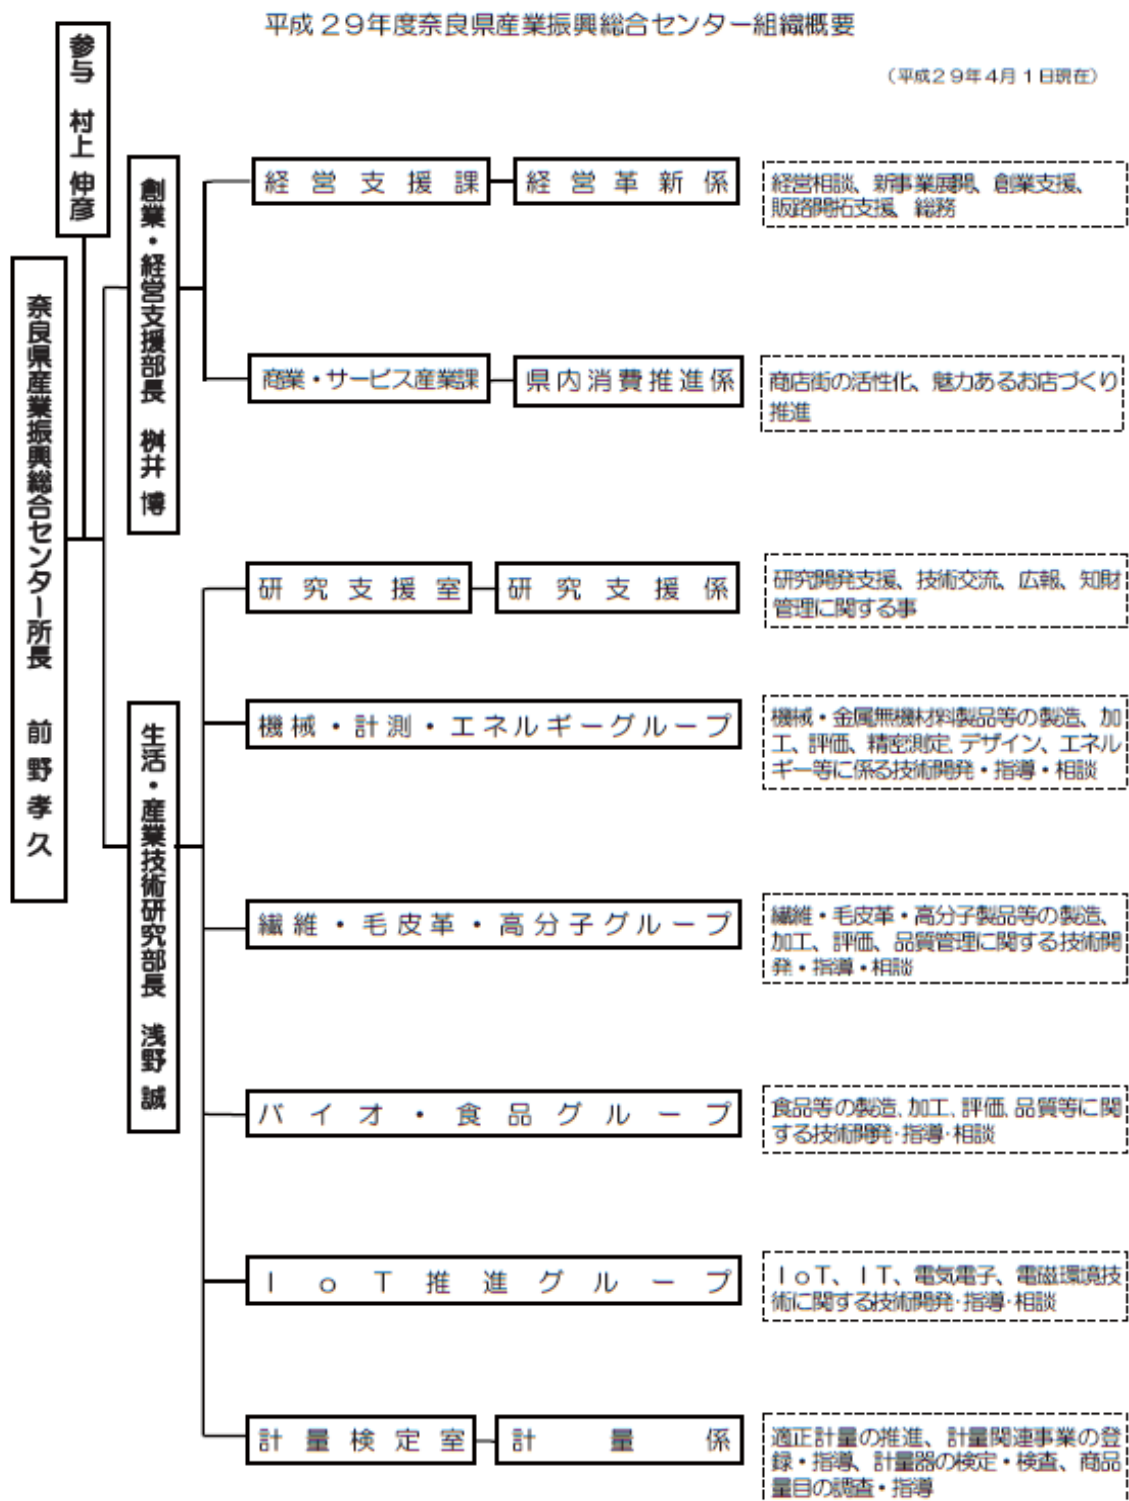 平成29年度奈良県産業振興総合センター組織概要
（平成29年4月1日現在）
参与 村上 伸彦
奈良県産業振興総合センター所長 前野孝久
創業・経営支援部長 桝井博
経営支援課
経営革新係
経営相談、新事業展開、創業支援、
販路開拓支援、総務
商業・サービス産業課
県内消費推進係
商店街の活性化、魅力あるお店づくり
推進
生活・産業技術研究部長 浅野誠
研究支援室
研究支援係
研究開発支援、技術交流、広報、知財
管理に関する事
機械・計測・エネルギーグループ
機械・金属無機材料製品等の製造、加
工、評価、精密測定、デザイン、エネル
ギー等に係る技術開発・指導・相談
繊維・毛皮革・高分子グループ
繊維・毛皮革・高分子製品等の製造、
加工、評価、品質管理に関する技術開
発・指導・相談
バイオ・食品グループ
食品等の製造、加工、評価、品質等に関
する技術開発・指導・相談
IoT推進グループ
IoT、IT、電気電子、電磁環境技
術に関する技術開発・指導・相談
計量検定室
計量係
適正計量の推進、計量関連事業の登
録・指導、計量器の検定・検査、商品
量目の調査・指導